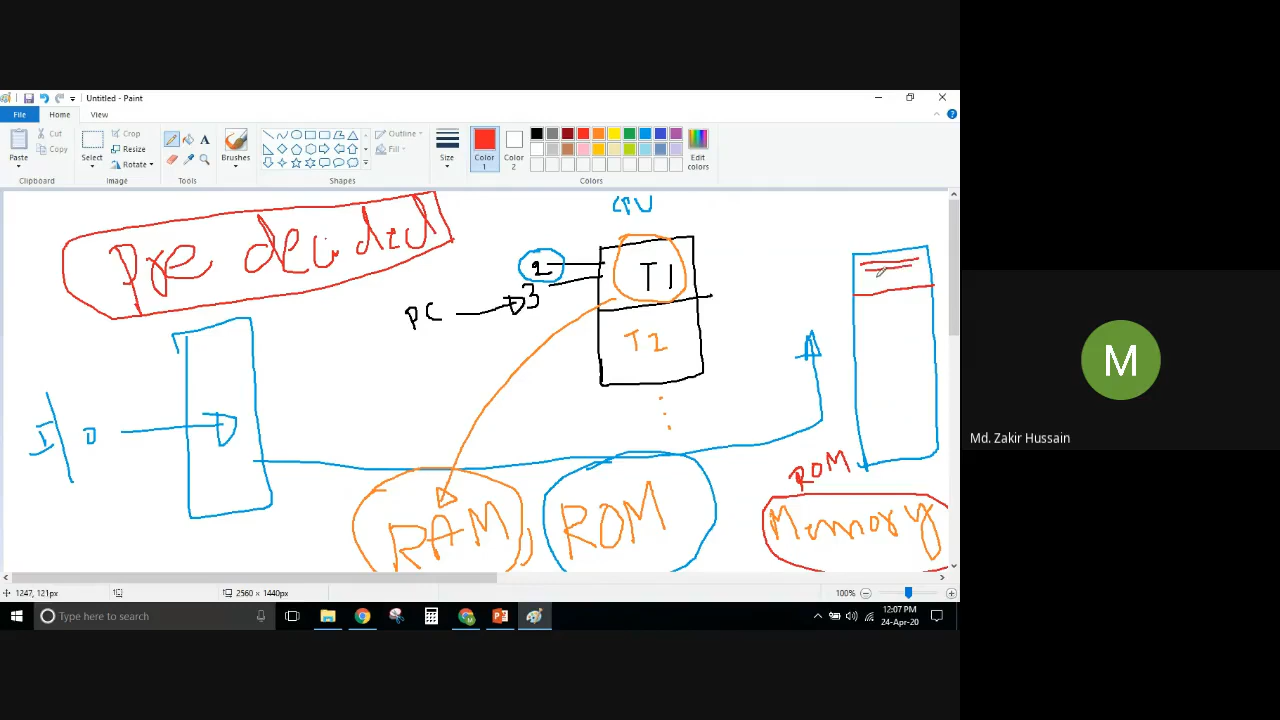 Untitled - Paint
File Home View
Paste
Cut
Copy
Clipboard
Select
Crop
Resize
Rotate
Image
Tools
Brushes
Shapes
Outline
Fill
Size
Color 1
Color 2
Colors
Edit colors
Pre decided
CPU
2
3
PC
T1
T2
I/O
RAM,
ROM
ROM
Memory
1247, 121px
2560 × 1440px
100%
Type here to search
12:07 PM
24-Apr-20
M
Md. Zakir Hussain